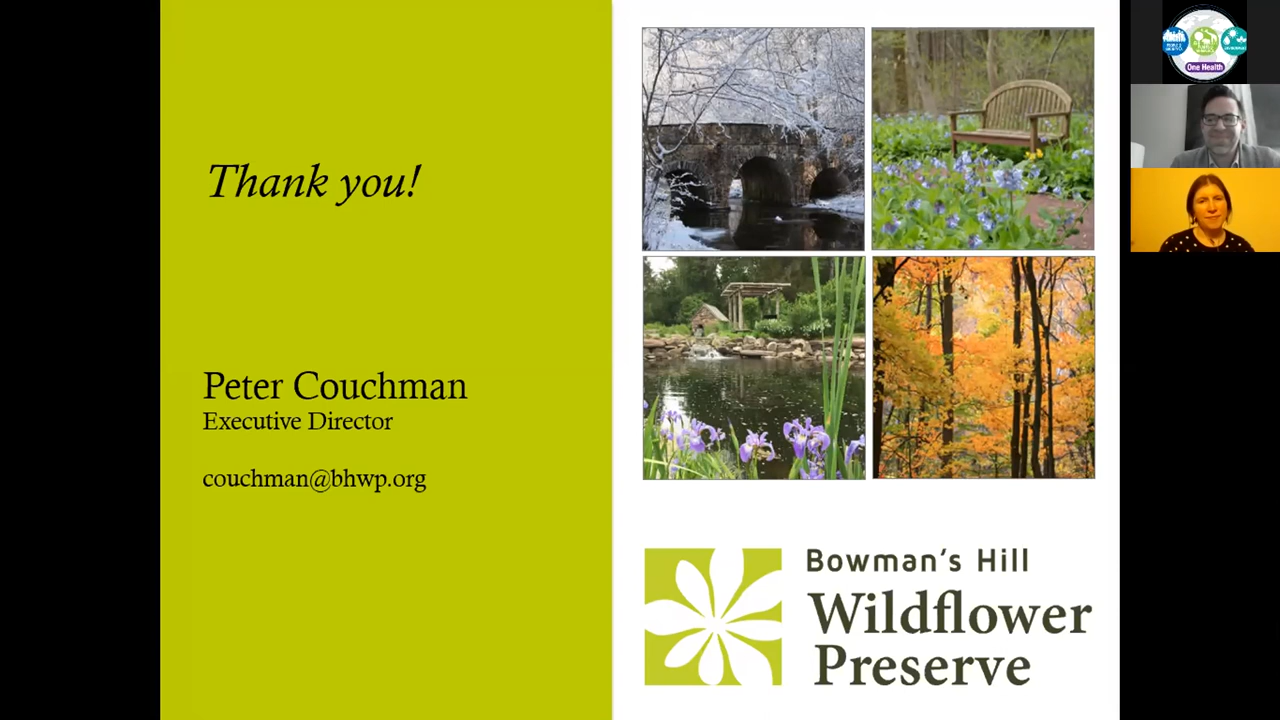 Thank you!
Peter Couchman
Executive Director
couchman@bhwp.org
Bowman's Hill
Wildflower
Preserve
One Health